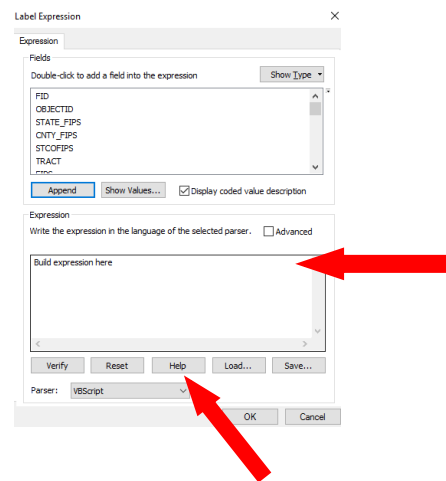 Label Expression
Expression
Fields
Double-click to add a field into the expression
Show Type
FID
OBJECTID
STATE_FIPS
CNTY_FIPS
STCOFIPS
TRACT
Append
Show Values...
Display coded value description
Expression
Write the expression in the language of the selected parser.
Advanced
Build expression here
Verify
Reset
Help
Load...
Save...
Parser:
VBScript
OK
Cancel